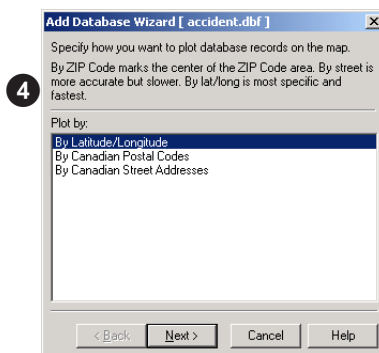 Add Database Wizard [ accident.dbf ]
Specify how you want to plot database records on the map.
By ZIP Code marks the center of the ZIP Code area. By street is
more accurate but slower. By lat/long is most specific and
fastest.
4
Plot by:
By Latitude/Longitude
By Canadian Postal Codes
By Canadian Street Addresses
< Back Next > Cancel Help